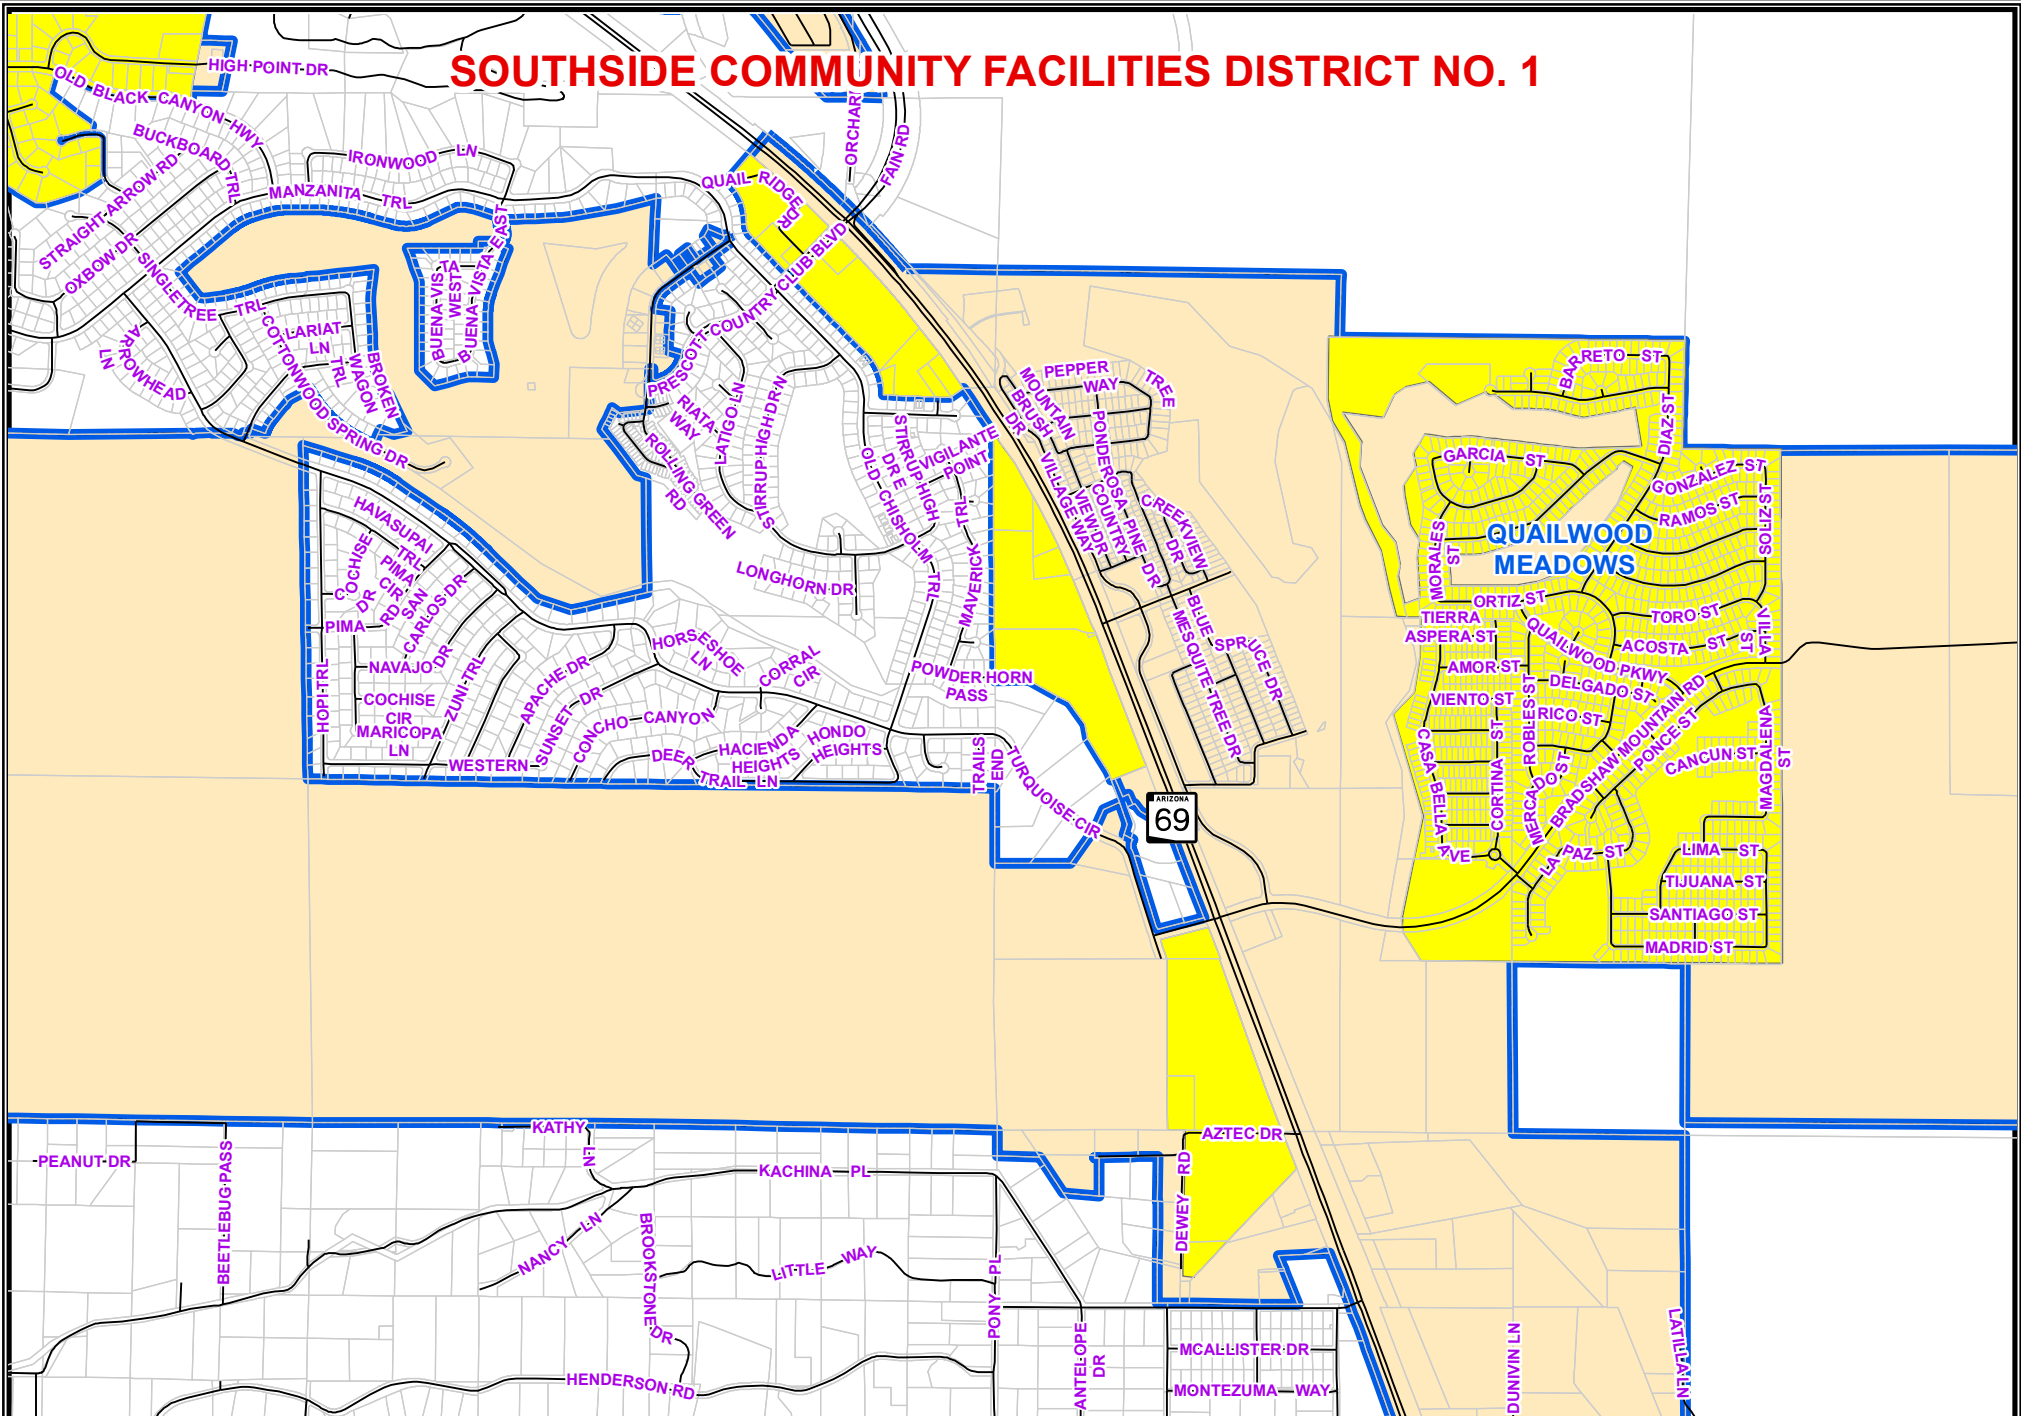 SOUTHSIDE COMMUNITY FACILITIES DISTRICT NO. 1
HIGH POINT DR
OLD BLACK CANYON HWY
BUCKBOARD TRL
IRONWOOD LN
MANZANITA TRL
STRAIGHT ARROW RD
OXBOW DR
SINGLETREE TRL
ARROWHEAD
LN
COTTONWOOD SPRING DR
LARIAT
LN
BROKEN
WAGON
TRL
BUENA VISTA
WEST
BUENA VISTA EAST
QUAIL RIDGE
DR
ORCHARD
FAIN RD
PRESCOTT COUNTRY CLUB BLVD
RIATA
WAY
LATIGO LN
STIRRUP HIGH DR N
ROLLING GREEN
RD
STIRRUP HIGH
DR E
VIGILANTE
POINT
OLD CHISHOLM TRL
MAVERICK TRL
LONGHORN DR
POWDER HORN
PASS
PEPPER TREE
WAY
MOUNTAIN
BRUSH
DR
PONDEROSA PINE DR
VILLAGE WAY
COUNTRY
VIEW DR
CREEKVIEW
DR
BLUE SPRUCE DR
MESQUITE TREE DR
HAVASUPAI
TRL
COCHISE
DR
PIMA
CIR
SAN
CARLOS DR
PIMA RD
NAVAJO DR
COCHISE
CIR
MARICOPA
LN
HOPI TRL
ZUNI TRL
APACHE DR
SUNSET DR
CONCHO CANYON
WESTERN
DEER TRAIL LN
HORSESHOE
LN
CORRAL
CIR
HACIENDA
HEIGHTS
HONDO
HEIGHTS
TRAILS
END
TURQUOISE CIR
ARIZONA
69
BARRETO ST
DIAZ ST
GARCIA ST
GONZALEZ ST
RAMOS ST
SOLIZ ST
QUAILWOOD
MEADOWS
MORALES
ST
ORTIZ ST
TIERRA
ASPERA ST
TORO ST
ACOSTA ST
VILLA
ST
QUAILWOOD PKWY
AMOR ST
DELGADO ST
VIENTO ST
RICO ST
ROBLES ST
CORTINA ST
CASA BELLA AVE
MERCADO ST
BRADSHAW MOUNTAIN RD
PONCE ST
CANCUN ST
MAGDALENA
ST
LA PAZ ST
LIMA ST
TIJUANA ST
SANTIAGO ST
MADRID ST
PEANUT DR
BEETLEBUG PASS
KATHY LN
KACHINA PL
NANCY LN
BROOKSTONE DR
LITTLE WAY
HENDERSON RD
PONY PL
ANTELOPE
DR
AZTEC DR
DEWEY RD
MCALLISTER DR
MONTEZUMA WAY
DUNIVIN LN
LATILLA LN